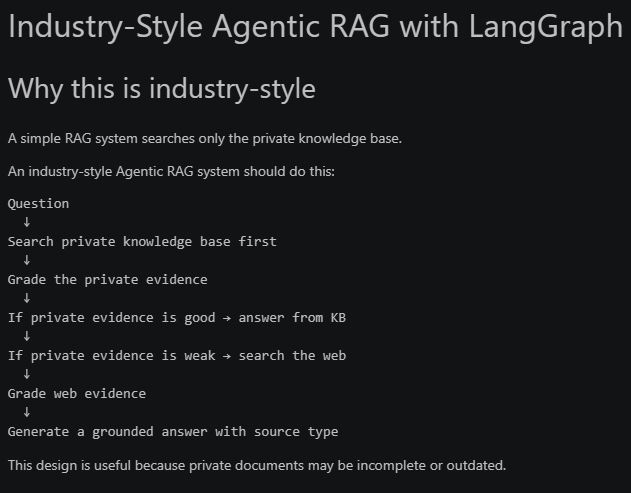 Industry-Style Agentic RAG with LangGraph
Why this is industry-style
A simple RAG system searches only the private knowledge base.
An industry-style Agentic RAG system should do this:
Question
↓
Search private knowledge base first
↓
Grade the private evidence
↓
If private evidence is good → answer from KB
↓
If private evidence is weak → search the web
↓
Grade web evidence
↓
Generate a grounded answer with source type
This design is useful because private documents may be incomplete or outdated.